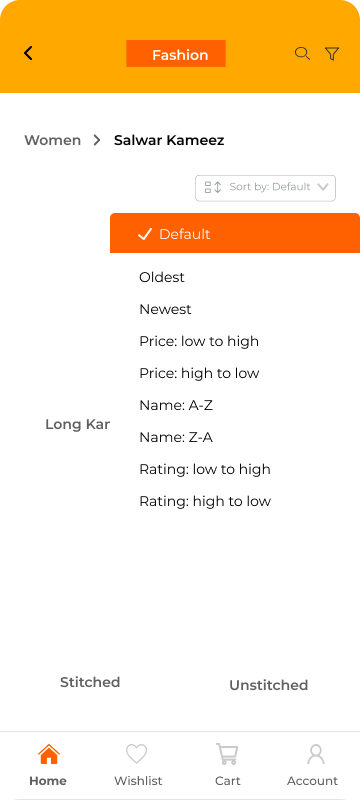 Fashion
Women
Salwar Kameez
Sort by: Default
Default
Oldest
Newest
Price: low to high
Price: high to low
Name: A-Z
Long Kar
Name: Z-A
Rating: low to high
Rating: high to low
Stitched
Unstitched
Home
Wishlist
Cart
Account